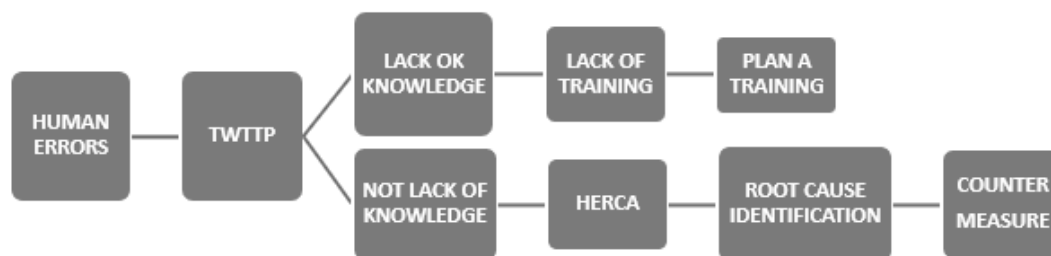 HUMAN
ERRORS
TWTTP
LACK OK
KNOWLEDGE
LACK OF
TRAINING
PLAN A
TRAINING
NOT LACK OF
KNOWLEDGE
HERCA
ROOT CAUSE
IDENTIFICATION
COUNTER
MEASURE